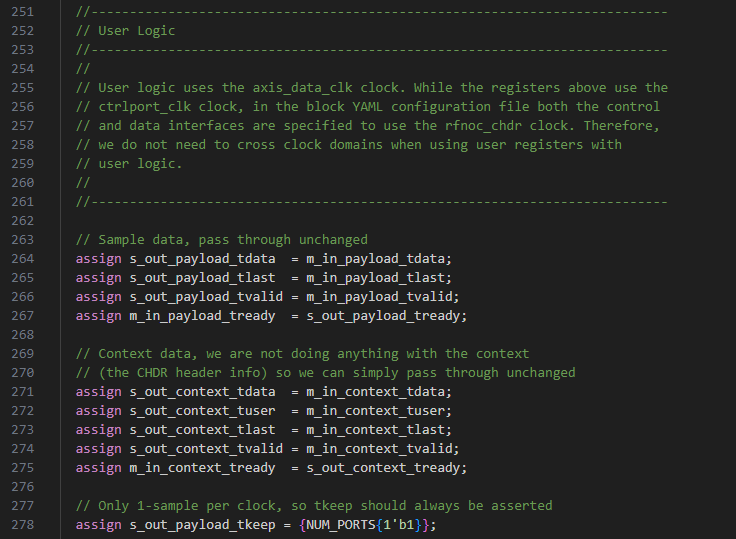 251 //---------------------------------------------------------------------------
252 // User Logic
253 //---------------------------------------------------------------------------
254 //
255 // User logic uses the axis_data_clk clock. While the registers above use the
256 // ctrlport_clk clock, in the block YAML configuration file both the control
257 // and data interfaces are specified to use the rfnoc_chdr clock. Therefore,
258 // we do not need to cross clock domains when using user registers with
259 // user logic.
260 //
261 //---------------------------------------------------------------------------
262
263 // Sample data, pass through unchanged
264 assign s_out_payload_tdata  = m_in_payload_tdata;
265 assign s_out_payload_tlast  = m_in_payload_tlast;
266 assign s_out_payload_tvalid = m_in_payload_tvalid;
267 assign m_in_payload_tready  = s_out_payload_tready;
268
269 // Context data, we are not doing anything with the context
270 // (the CHDR header info) so we can simply pass through unchanged
271 assign s_out_context_tdata  = m_in_context_tdata;
272 assign s_out_context_tuser  = m_in_context_tuser;
273 assign s_out_context_tlast  = m_in_context_tlast;
274 assign s_out_context_tvalid = m_in_context_tvalid;
275 assign m_in_context_tready  = s_out_context_tready;
276
277 // Only 1-sample per clock, so tkeep should always be asserted
278 assign s_out_payload_tkeep = {NUM_PORTS{1'b1}};